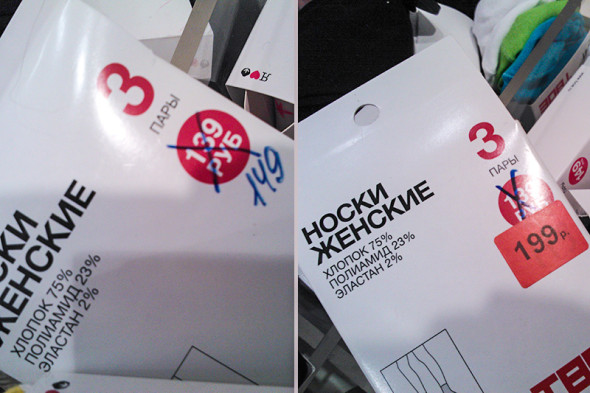 Я
3
ПАРЫ
139
РУБ
149
НОСКИ
ЖЕНСКИЕ
ХЛОПОК 75%
ПОЛИАМИД 23%
ЭЛАСТАН 2%
3
ПАРЫ
199 р.
НОСКИ
ЖЕНСКИЕ
ХЛОПОК 75%
ПОЛИАМИД 23%
ЭЛАСТАН 2%
ТВ